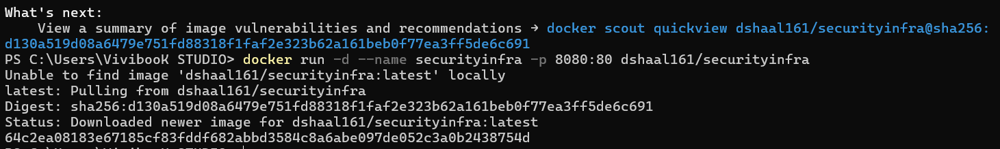 What's next:
    View a summary of image vulnerabilities and recommendations → docker scout quickview dshaal161/securityinfra@sha256:
d130a519d08a6479e751fd88318f1faf2e323b62a161beb0f77ea3ff5de6c691
PS C:\Users\VivibooK STUDIO> docker run -d --name securityinfra -p 8080:80 dshaal161/securityinfra
Unable to find image 'dshaal161/securityinfra:latest' locally
latest: Pulling from dshaal161/securityinfra
Digest: sha256:d130a519d08a6479e751fd88318f1faf2e323b62a161beb0f77ea3ff5de6c691
Status: Downloaded newer image for dshaal161/securityinfra:latest
64c2ea08183e67185cf83fddf682abbd3584c8a6abe097de052c3a0b2438754d